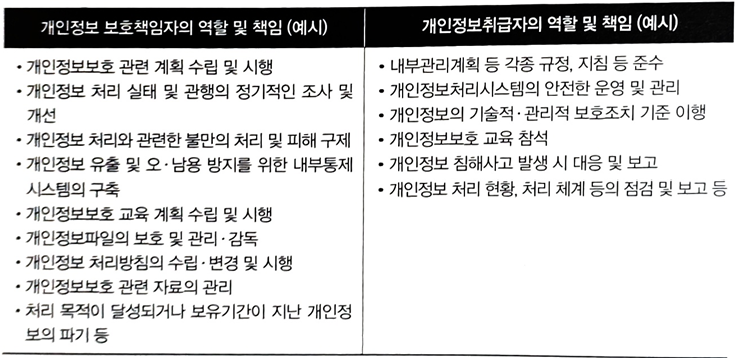 개인정보 보호책임자의 역할 및 책임 (예시)
• 개인정보보호 관련 계획 수립 및 시행
• 개인정보 처리 실태 및 관행의 정기적인 조사 및
개선
• 개인정보 처리와 관련한 불만의 처리 및 피해 구제
• 개인정보 유출 및 오·남용 방지를 위한 내부통제
시스템의 구축
• 개인정보보호 교육 계획 수립 및 시행
• 개인정보파일의 보호 및 관리·감독
• 개인정보 처리방침의 수립·변경 및 시행
• 개인정보보호 관련 자료의 관리
• 처리 목적이 달성되거나 보유기간이 지난 개인정
보의 파기 등
개인정보취급자의 역할 및 책임 (예시)
• 내부관리계획 등 각종 규정, 지침 등 준수
• 개인정보처리시스템의 안전한 운영 및 관리
• 개인정보의 기술적·관리적 보호조치 기준 이행
• 개인정보보호 교육 참석
• 개인정보 침해사고 발생 시 대응 및 보고
• 개인정보 처리 현황, 처리 체계 등의 점검 및 보고 등